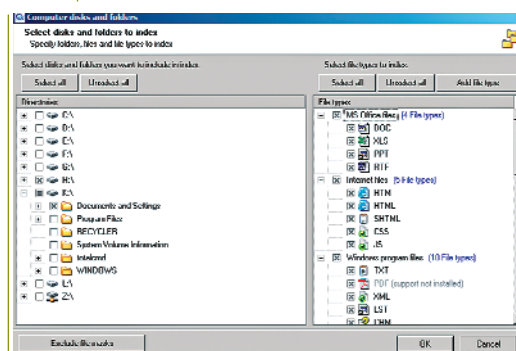 Computer disks and folders
Select disks and folders to index
Specify folders, files and file types to index
Select disks and folders you want to include in index.
Select file types to index.
Select all
Unselect all
Select all
Unselect all
Add file type
Directories
File types
C:\
D:\
E:\
F:\
G:\
H:\
K:\
Documents and Settings
Program Files
RECYCLER
System Volume Information
totalcmd
WINDOWS
L:\
Z:\
MS Office files (4 File types)
DOC
XLS
PPT
RTF
Internet files (5 File types)
HTM
HTML
SHTML
CSS
JS
Windows program files (10 File types)
TXT
PDF (support not installed)
XML
LST
CHM
Exclude file masks
OK
Cancel